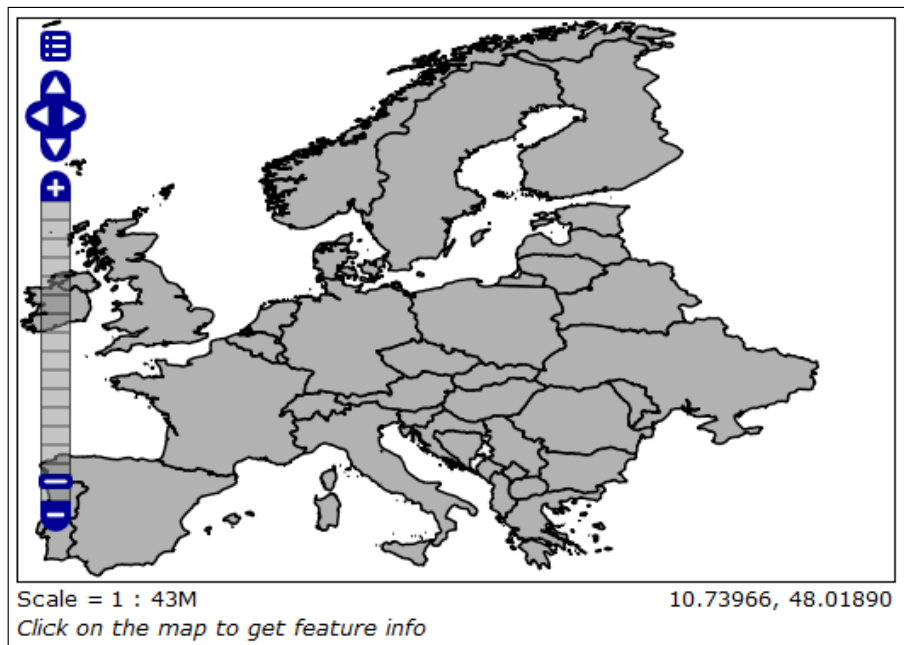 Scale = 1 : 43M
10.73966, 48.01890
Click on the map to get feature info